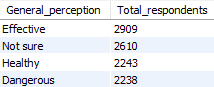 General_perception Total_respondents
Effective 2909
Not sure 2610
Healthy 2243
Dangerous 2238